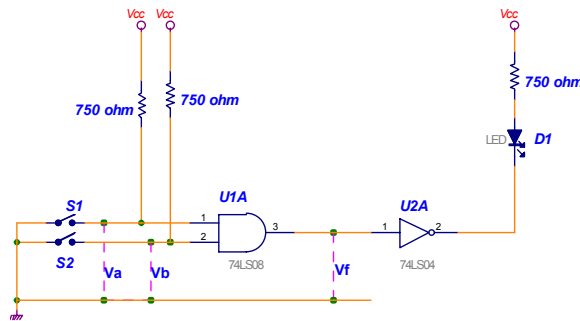 Vcc
Vcc
Vcc
750 ohm
750 ohm
750 ohm
LED
D1
S1
S2
U1A
1
2
3
74LS08
U2A
1
2
74LS04
Va
Vb
Vf